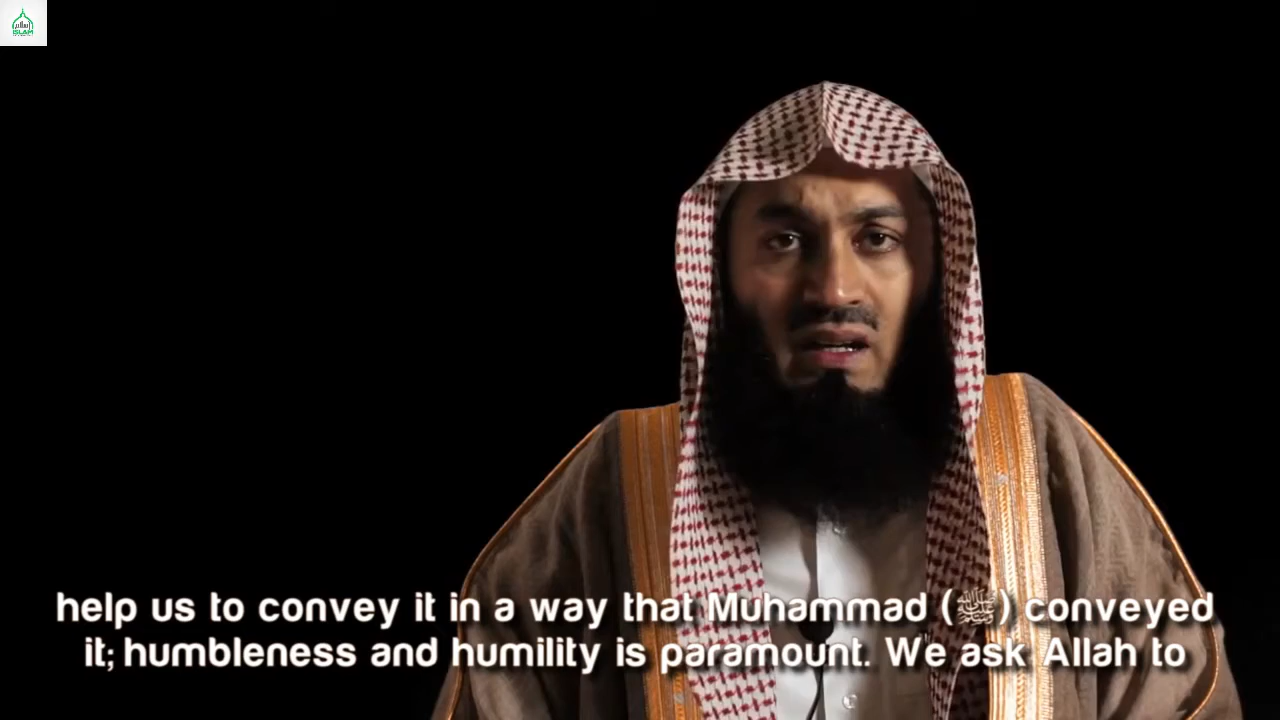 ISLAM
help us to convey it in a way that Muhammad (ﷺ) conveyed
it; humbleness and humility is paramount. We ask Allah to